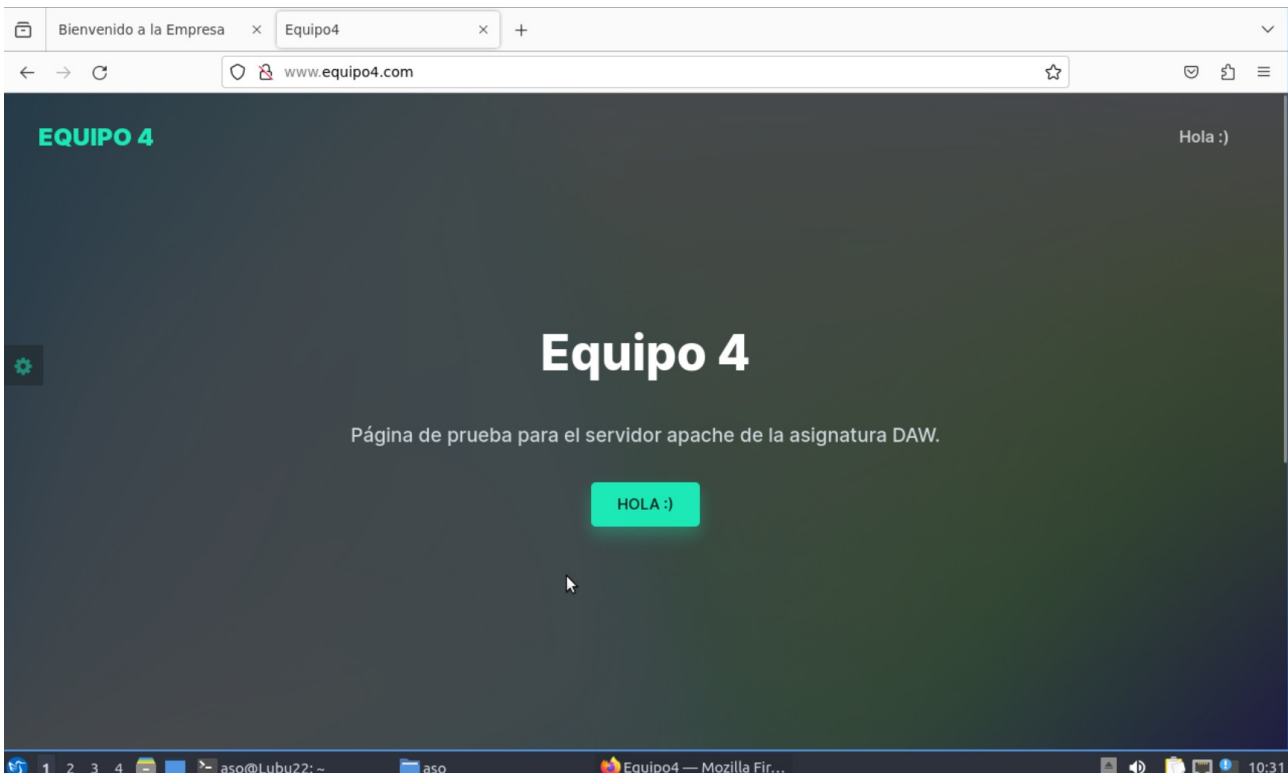 Bienvenido a la Empresa
Equipo4
www.equipo4.com
EQUIPO 4
Hola :)
Equipo 4
Página de prueba para el servidor apache de la asignatura DAW.
HOLA :)
1 2 3 4 aso@Lubu22: ~ aso Equipo4 — Mozilla Fir... 10:31